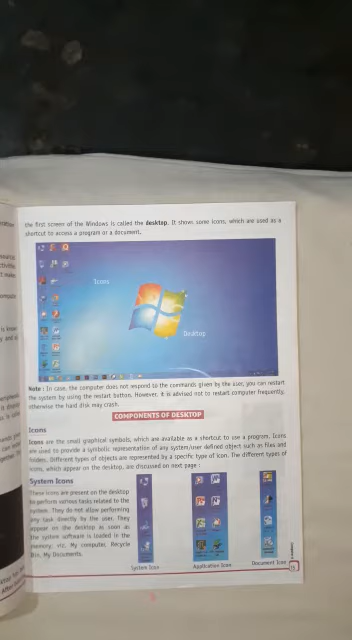 the first screen of the Windows is called the desktop. It shows some icons, which are used as a
shortcut to access a program or a document.
Icons
Desktop
Note : In case, the computer does not respond to the commands given by the user, you can restart
the system by using the restart button. However, it is advised not to restart computer frequently,
otherwise the hard disk may crash.
COMPONENTS OF DESKTOP
Icons
Icons are the small graphical symbols, which are available as a shortcut to use a program. Icons
are used to provide a symbolic representation of any system/user defined object such as files and
folders. Different types of objects are represented by a specific type of icon. The different types of
icons, which appear on the desktop, are discussed on next page :
System Icons
These icons are present on the desktop
to perform various tasks related to the
system. They do not allow performing
any task directly by the user. They
appear on the desktop as soon as
the system software is loaded in the
memory; viz. My computer, Recycle
Bin, My Documents.
System Icon
Application Icon
Document Icon